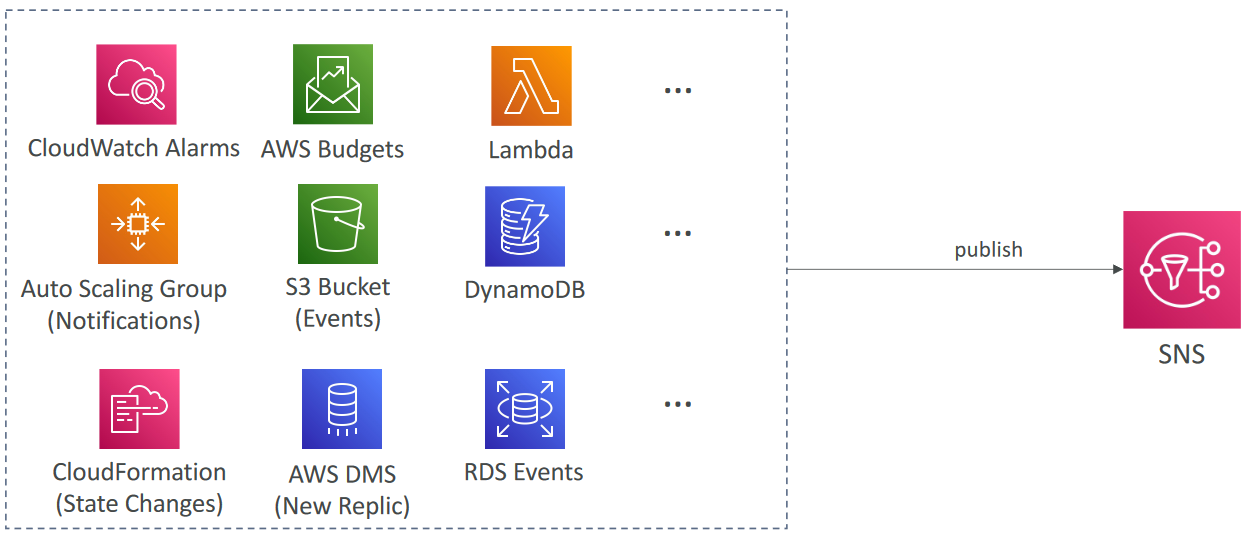 ...
CloudWatch Alarms
AWS Budgets
Lambda
...
Auto Scaling Group
(Notifications)
S3 Bucket
(Events)
DynamoDB
...
CloudFormation
(State Changes)
AWS DMS
(New Replic)
RDS Events
publish
SNS